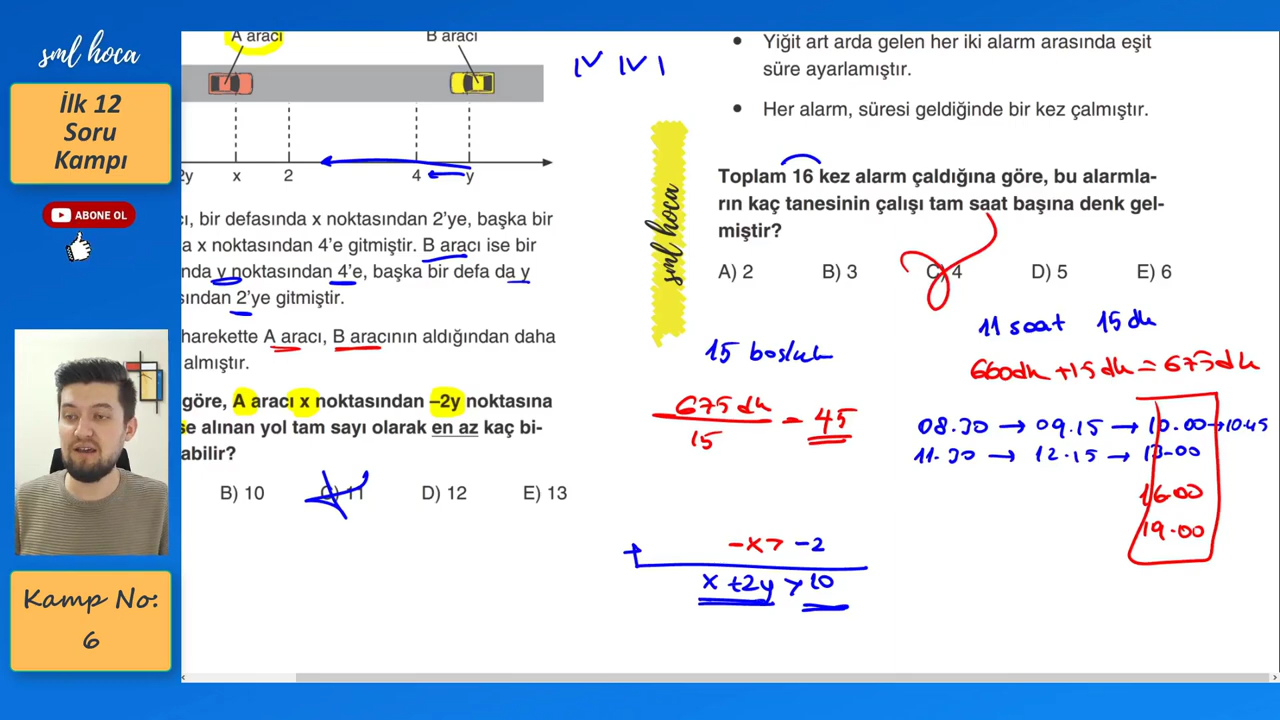 sml hoca
İlk 12
Soru
Kampı
ABONE OL
Kamp No:
6
A aracı
B aracı
2y x 2 4 y
cı, bir defasında x noktasından 2'ye, başka bir
a x noktasından 4'e gitmiştir. B aracı ise bir
nda y noktasından 4'e, başka bir defa da y
sından 2'ye gitmiştir.
harekette A aracı, B aracının aldığından daha
almıştır.
göre, A aracı x noktasından –2y noktasına
se alınan yol tam sayı olarak en az kaç bi-
abilir?
B) 10 C) 11 D) 12 E) 13
sml hoca
• Yiğit art arda gelen her iki alarm arasında eşit
süre ayarlamıştır.
• Her alarm, süresi geldiğinde bir kez çalmıştır.
Toplam 16 kez alarm çaldığına göre, bu alarmla-
rın kaç tanesinin çalışı tam saat başına denk gel-
miştir?
A) 2 B) 3 C) 4 D) 5 E) 6
11 saat 15 dk
15 boşluk
660dk + 15 dk = 675 dk
675 dk
15
= 45
08.30 → 09.15 → 10.00 → 10.45
11.30 → 12.15 → 13.00
16.00
19.00
-x > -2
+
x + 2y > 10